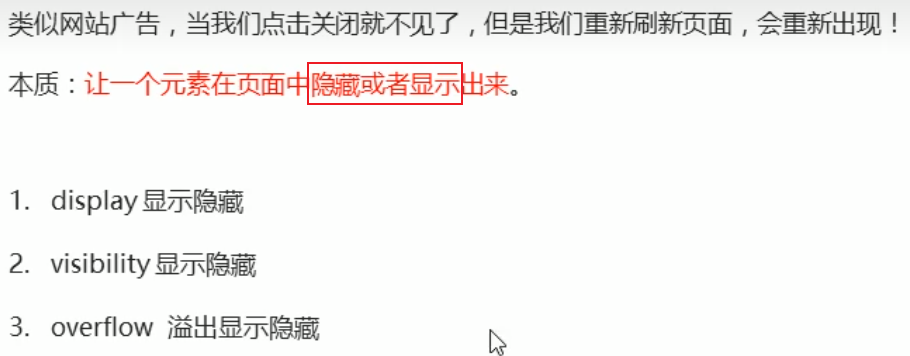 类似网站广告，当我们点击关闭就不见了，但是我们重新刷新页面，会重新出现！
本质：让一个元素在页面中隐藏或者显示出来。
1. display 显示隐藏
2. visibility 显示隐藏
3. overflow 溢出显示隐藏